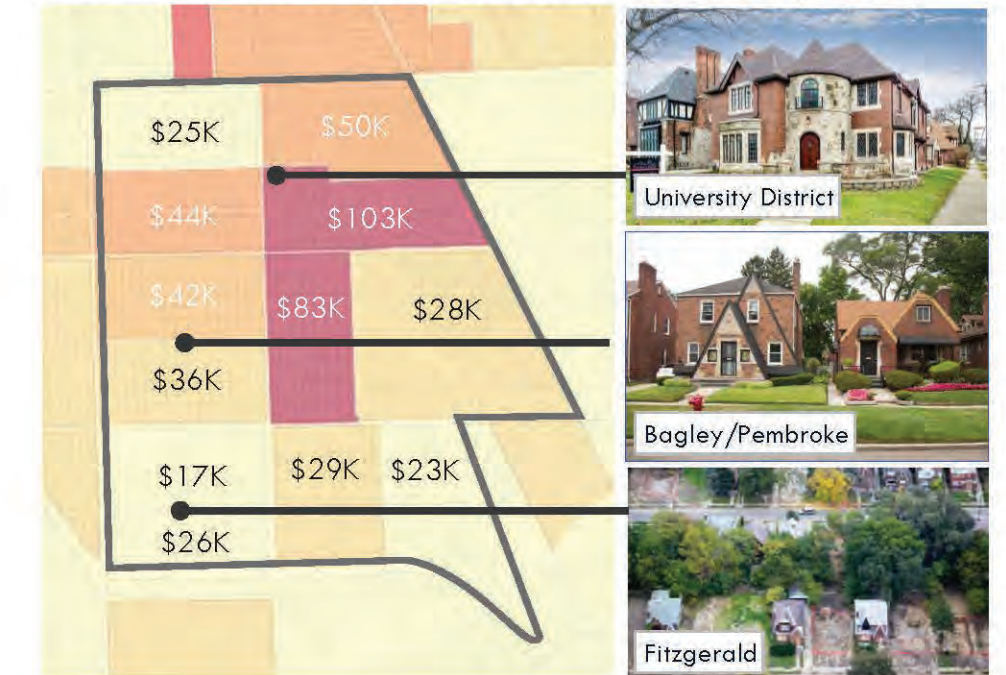 $25K
$50K
$44K
$103K
$42K
$83K
$28K
$36K
$17K
$29K
$23K
$26K
University District
Bagley/Pembroke
Fitzgerald